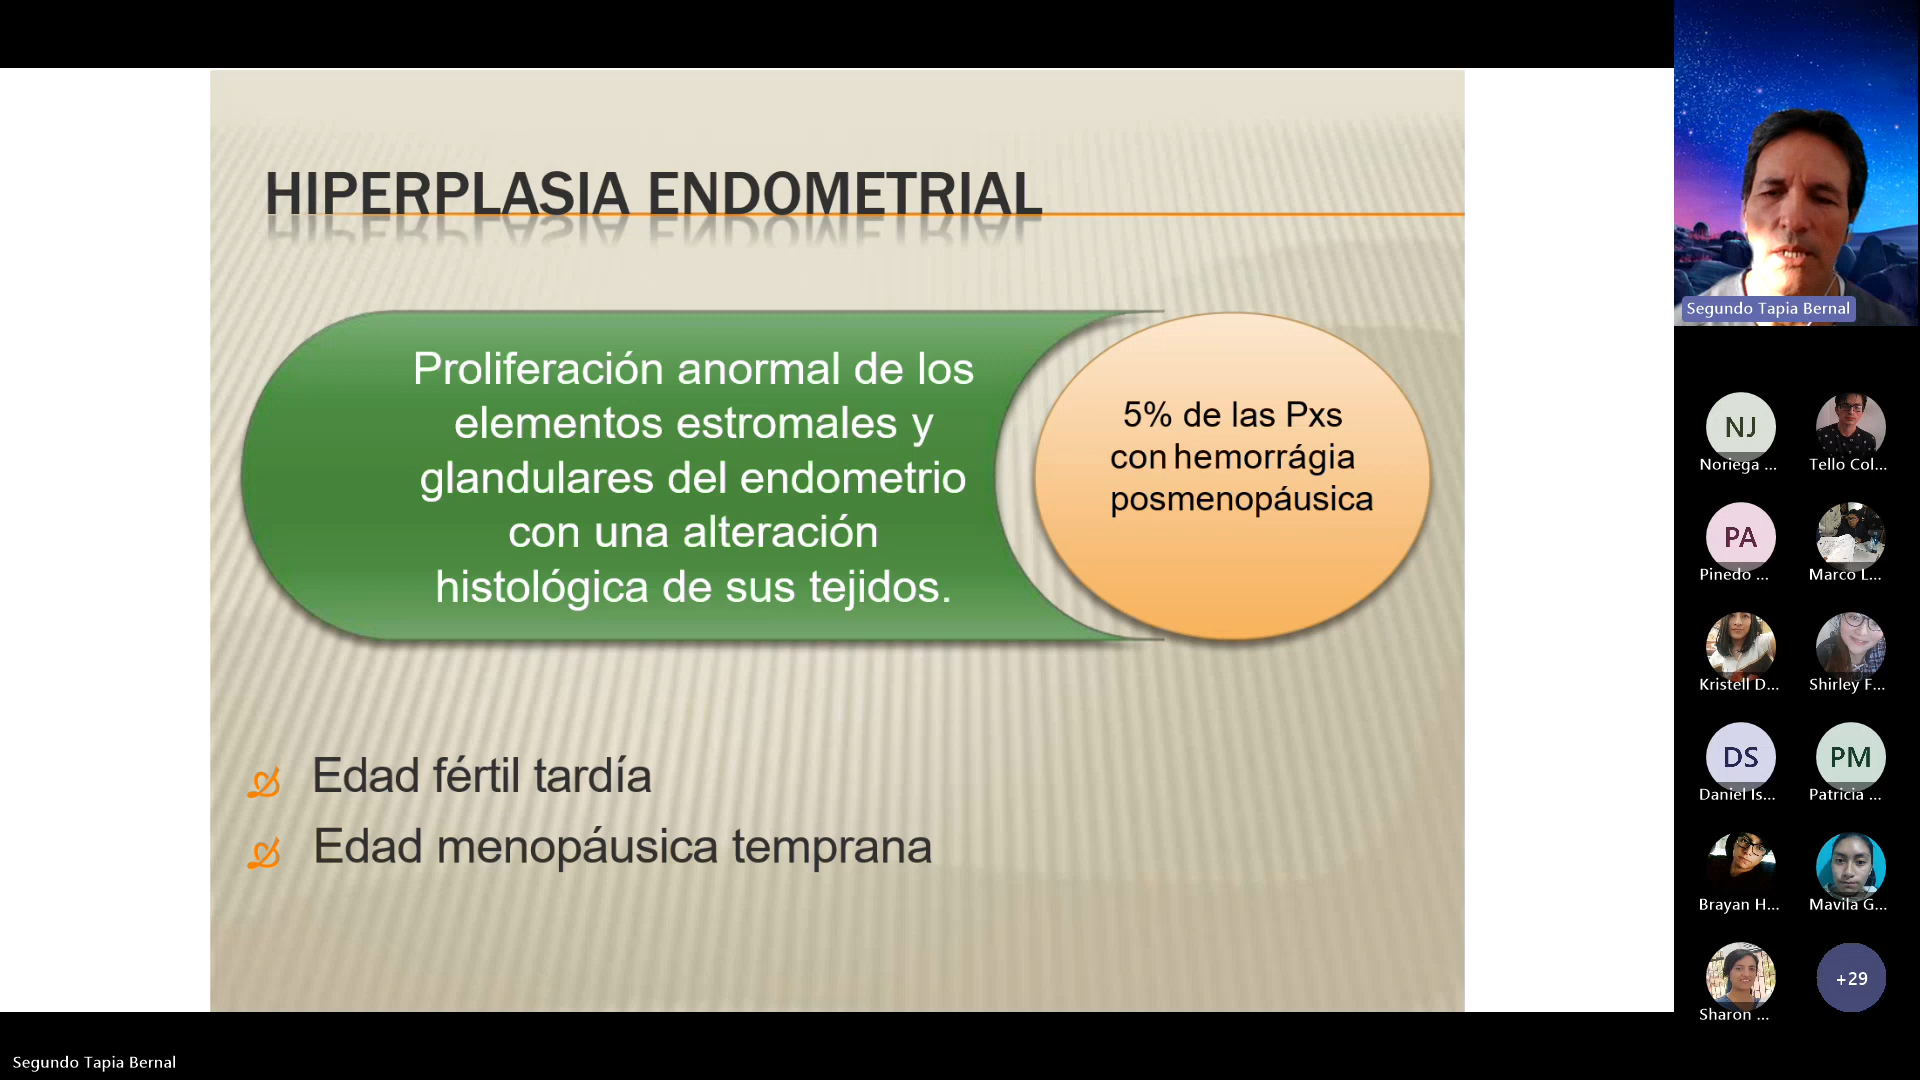 HIPERPLASIA ENDOMETRIAL
Proliferación anormal de los
elementos estromales y
glandulares del endometrio
con una alteración
histológica de sus tejidos.
5% de las Pxs
con hemorrágia
posmenopáusica
Edad fértil tardía
Edad menopáusica temprana
Segundo Tapia Bernal
NJ
Noriega ...
Tello Col...
PA
Pinedo ...
Marco L...
Kristell D...
Shirley F...
DS
Daniel Is...
PM
Patricia ...
Brayan H...
Mavila G...
Sharon ...
+29
Segundo Tapia Bernal